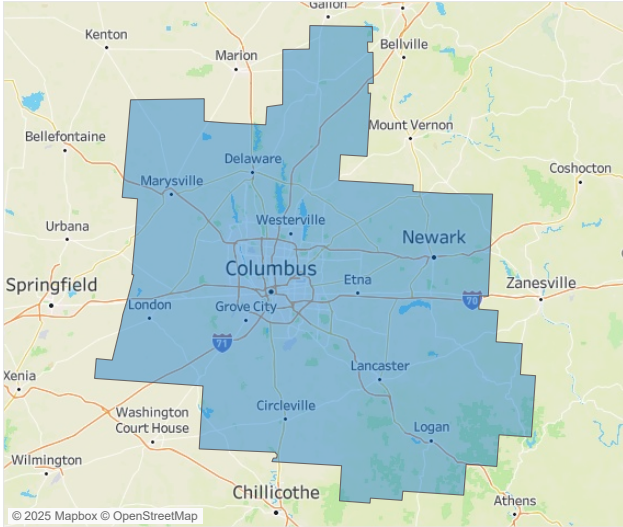 Galion
Kenton
Bellville
Marion
Mount Vernon
Bellefontaine
Delaware
Coshocton
Marysville
Westerville
Urbana
Newark
Columbus
Etna
Springfield
Zanesville
70
London
Grove City
71
Lancaster
Xenia
Circleville
Washington
Court House
Logan
Wilmington
Chillicothe
Athens
© 2025 Mapbox © OpenStreetMap